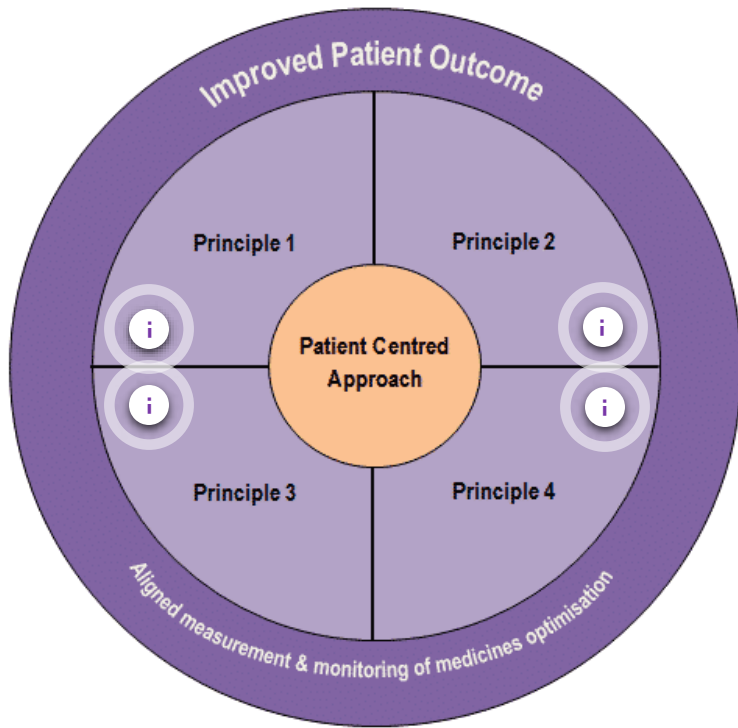 Improved Patient Outcome
Principle 1
Principle 2
i
i
Patient Centred
Approach
i
i
Principle 3
Principle 4
Aligned measurement & monitoring of medicines optimisation